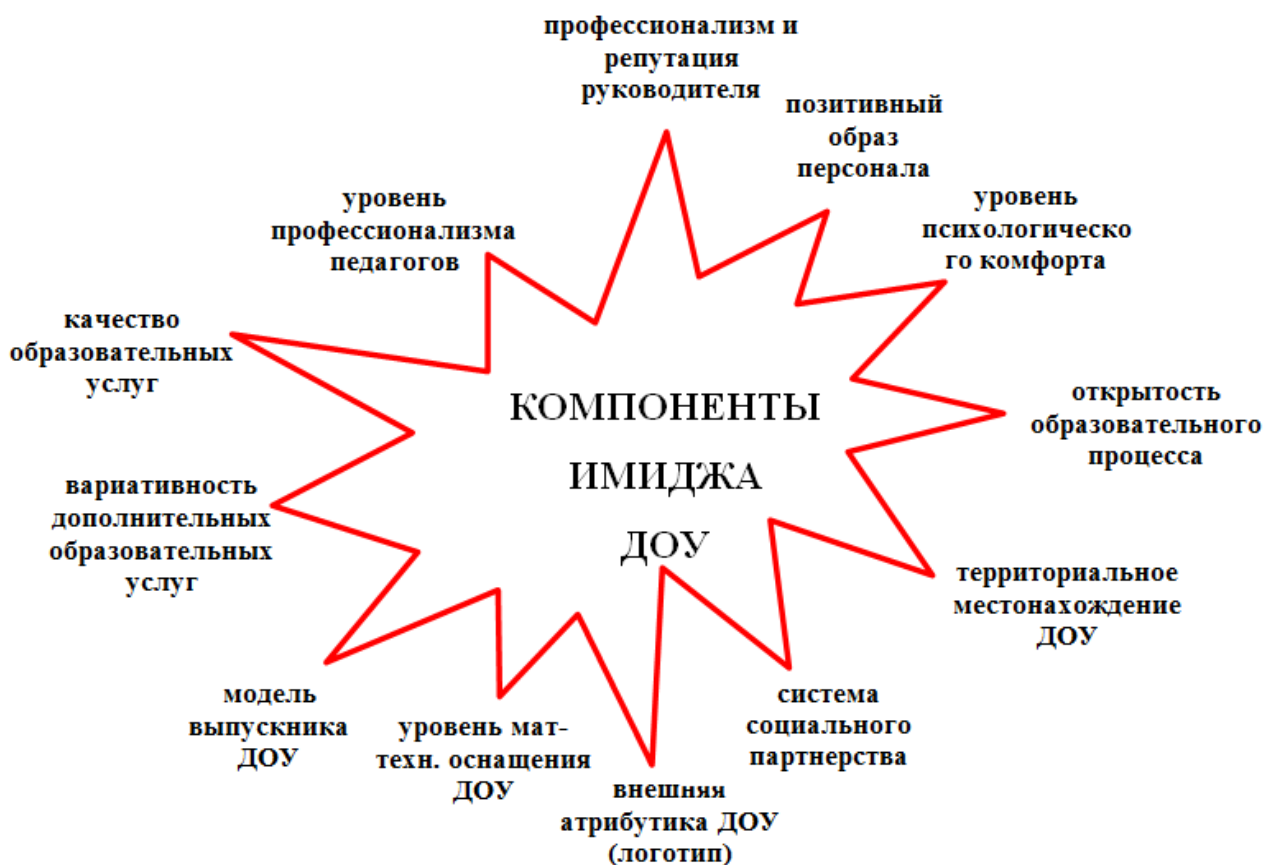 профессионализм и
репутация
руководителя
позитивный
образ
персонала
уровень
психологическо
го комфорта
уровень
профессионализма
педагогов
качество
образовательных
услуг
КОМПОНЕНТЫ
ИМИДЖА
ДОУ
открытость
образовательного
процесса
вариативность
дополнительных
образовательных
услуг
территориальное
местонахождение
ДОУ
модель
выпускника
ДОУ
уровень мат-
техн. оснащения
ДОУ
внешняя
атрибутика ДОУ
(логотип)
система
социального
партнерства